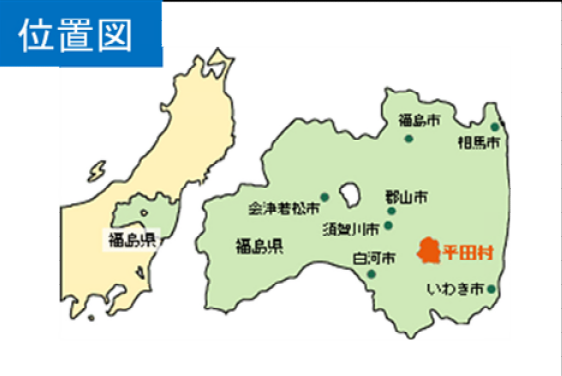 位置図
福島市
相馬市
会津若松市
郡山市
須賀川市
福島県
福島県
平田村
白河市
いわき市